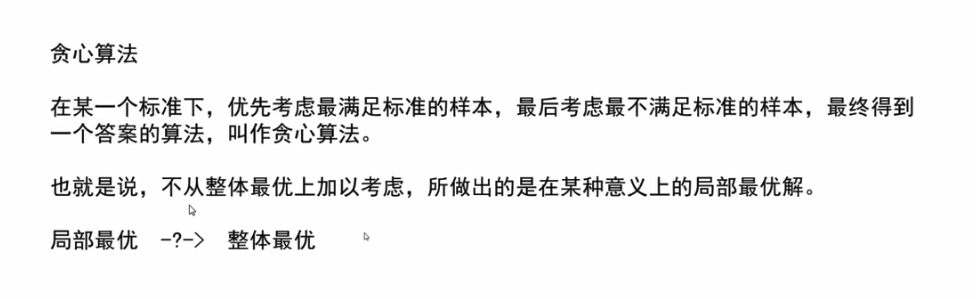 贪心算法
在某一个标准下，优先考虑最满足标准的样本，最后考虑最不满足标准的样本，最终得到
一个答案的算法，叫作贪心算法。
也就是说，不从整体最优上加以考虑，所做出的是在某种意义上的局部最优解。
局部最优 -?-> 整体最优